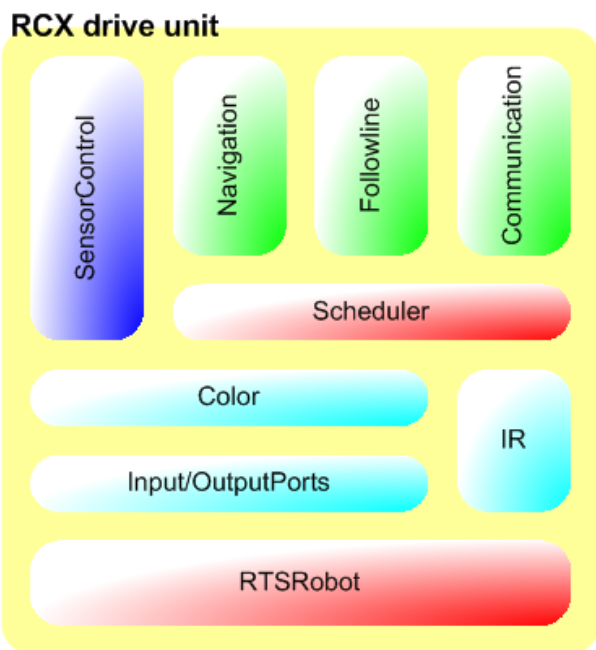 RCX drive unit
SensorControl
Navigation
Followline
Communication
Scheduler
Color
IR
Input/OutputPorts
RTSRobot